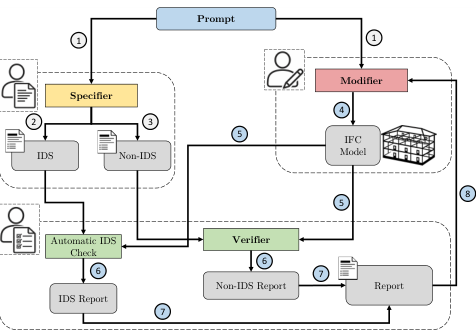 Prompt
1
1
Specifier
Modifier
2
3
4
IDS
Non-IDS
5
IFC
Model
5
8
Automatic IDS
Check
Verifier
6
6
7
IDS Report
Non-IDS Report
Report
7